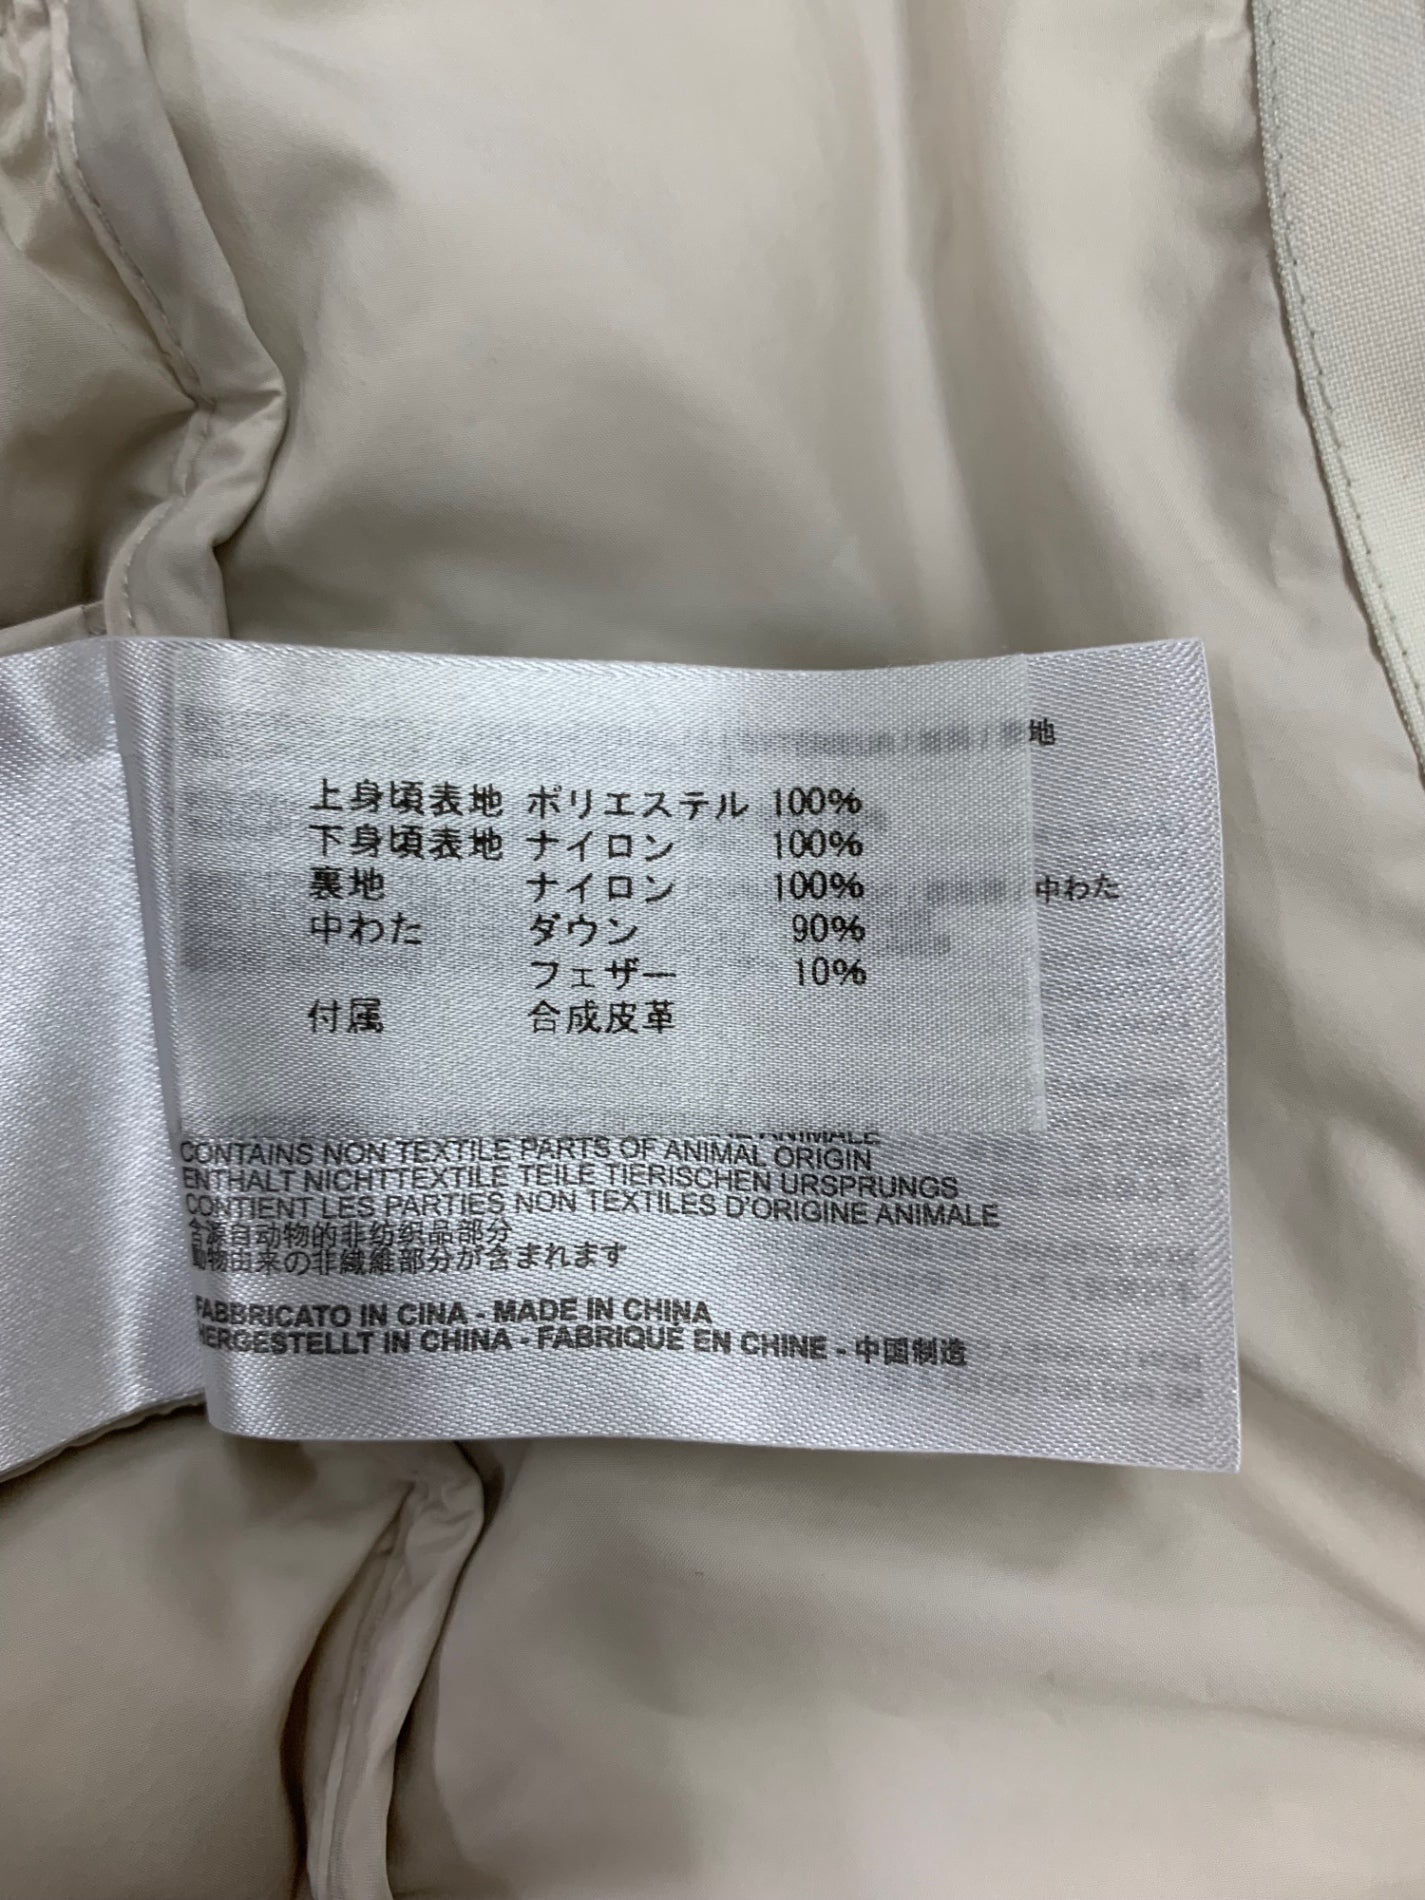 地
上身頃表地 ポリエステル 100%
下身頃表地 ナイロン 100%
裏地 ナイロン 100%
中わた
中わた ダウン 90%
フェザー 10%
付属 合成皮革
ANIMALE
CONTAINS NON TEXTILE PARTS OF ANIMAL ORIGIN
ENTHALT NICHTTEXTILE TEILE TIERISCHEN URSPRUNGS
CONTIENT LES PARTIES NON TEXTILES D'ORIGINE ANIMALE
含源自动物的非纺织品部分
動物由来の非繊維部分が含まれます
FABBRICATO IN CINA - MADE IN CHINA
HERGESTELLT IN CHINA - FABRIQUÉ EN CHINE - 中国制造